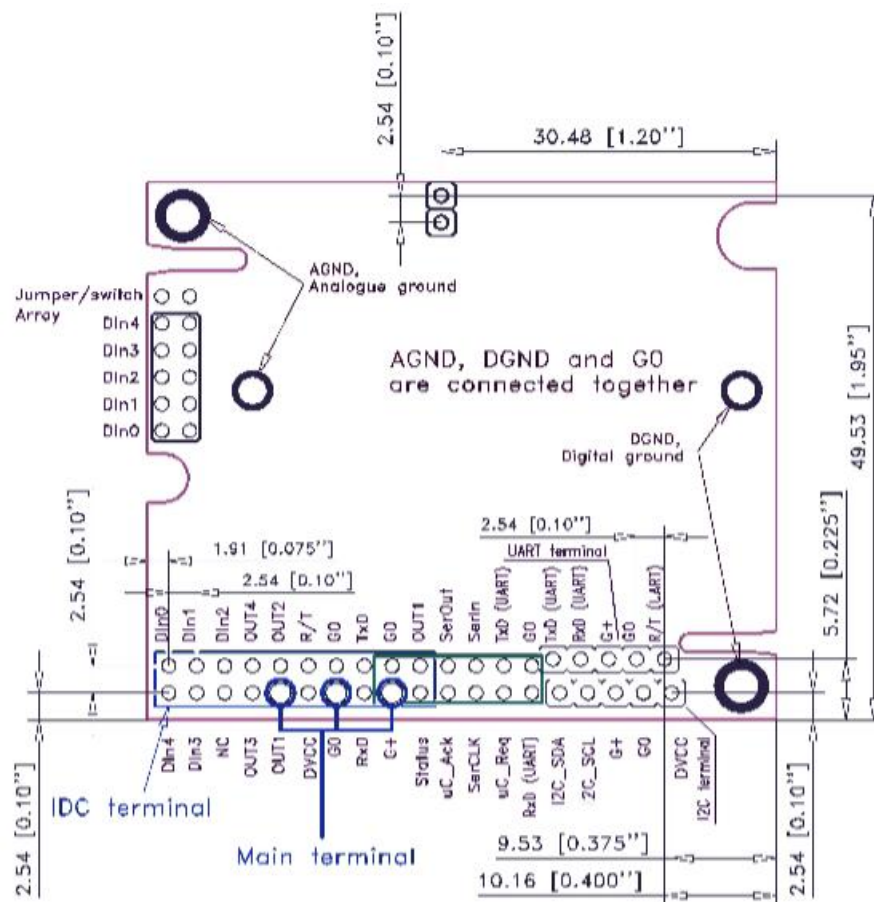 2.54 [0.10"]
30.48 [1.20"]
AGND,
Analogue ground
Jumper/switch
Array
DIn4
DIn3
DIn2
DIn1
DIn0
AGND, DGND and G0
are connected together
DGND,
Digital ground
49.53 [1.95"]
2.54 [0.10"]
1.91 [0.075"]
2.54 [0.10"]
2.54 [0.10"]
UART terminal
5.72 [0.225"]
DIn0
DIn1
DIn2
OUT4
OUT2
R/T
G0
TxD
G0
OUT1
SerOut
SerIn
TxD (UART)
G0
TxD (UART)
RxD (UART)
G+
G0
R/T (UART)
DIn4
DIn3
NC
OUT3
OUT1
DVCC
G0
RxD
G+
Status
uC_Ack
SerCLK
uC_Req
RxD (UART)
I2C_SDA
2C_SCL
G+
G0
DVCC
I2C terminal
IDC terminal
Main terminal
2.54 [0.10"]
9.53 [0.375"]
10.16 [0.400"]
2.54 [0.10"]